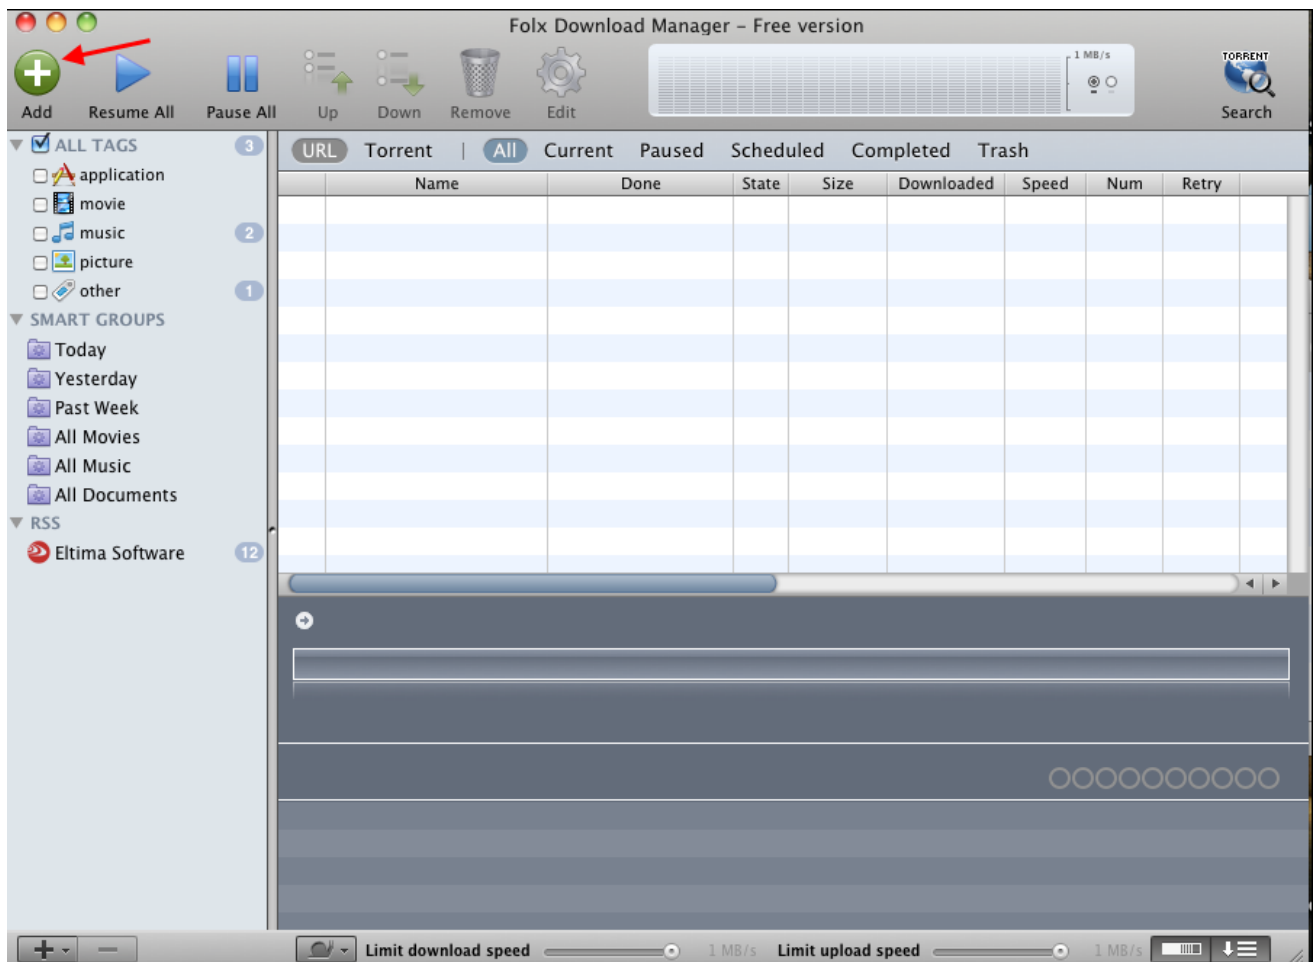 Folx Download Manager – Free version
Add Resume All Pause All Up Down Remove Edit 1 MB/s TORRENT Search
ALL TAGS 3
application
movie
music 2
picture
other 1
SMART GROUPS
Today
Yesterday
Past Week
All Movies
All Music
All Documents
RSS
Eltima Software 12
URL Torrent | All Current Paused Scheduled Completed Trash
Name Done State Size Downloaded Speed Num Retry
Limit download speed 1 MB/s Limit upload speed 1 MB/s